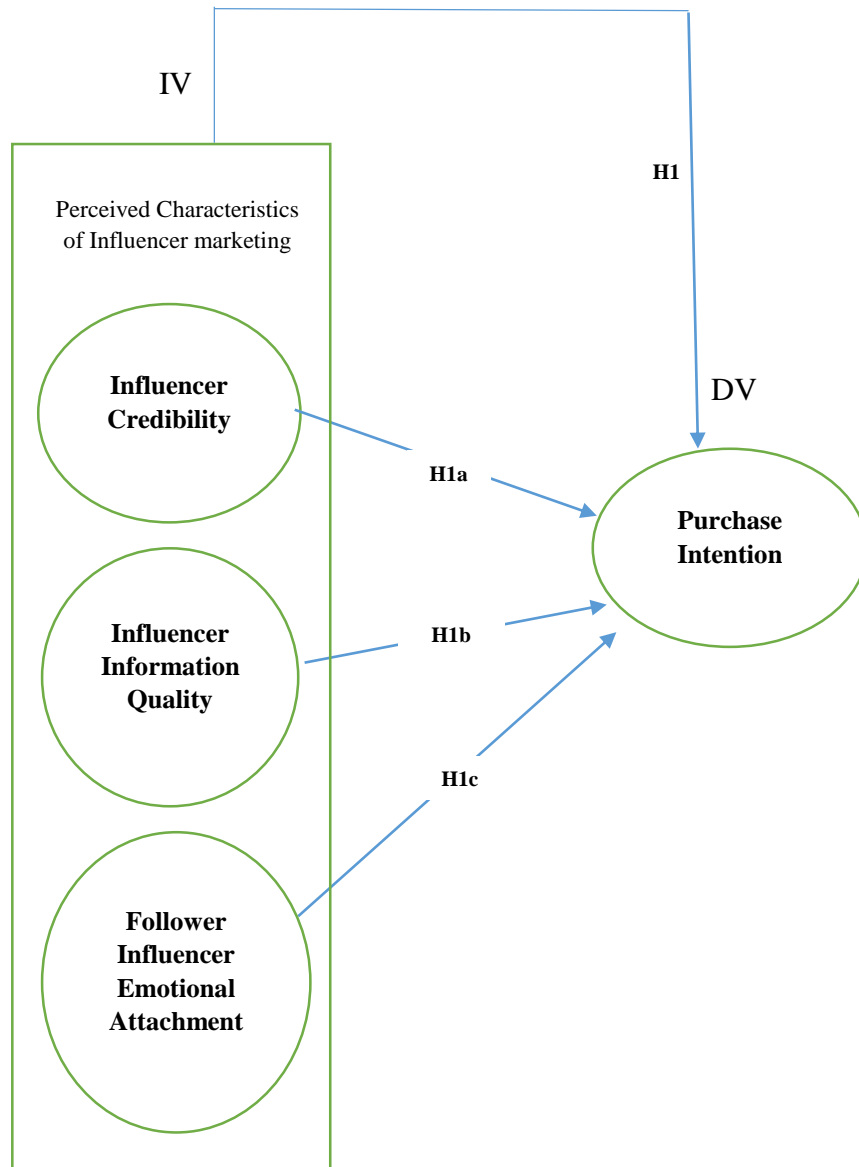 IV
H1
Perceived Characteristics
of Influencer marketing
DV
Influencer
Credibility
H1a
Purchase
Intention
Influencer
Information
Quality
H1b
H1c
Follower
Influencer
Emotional
Attachment